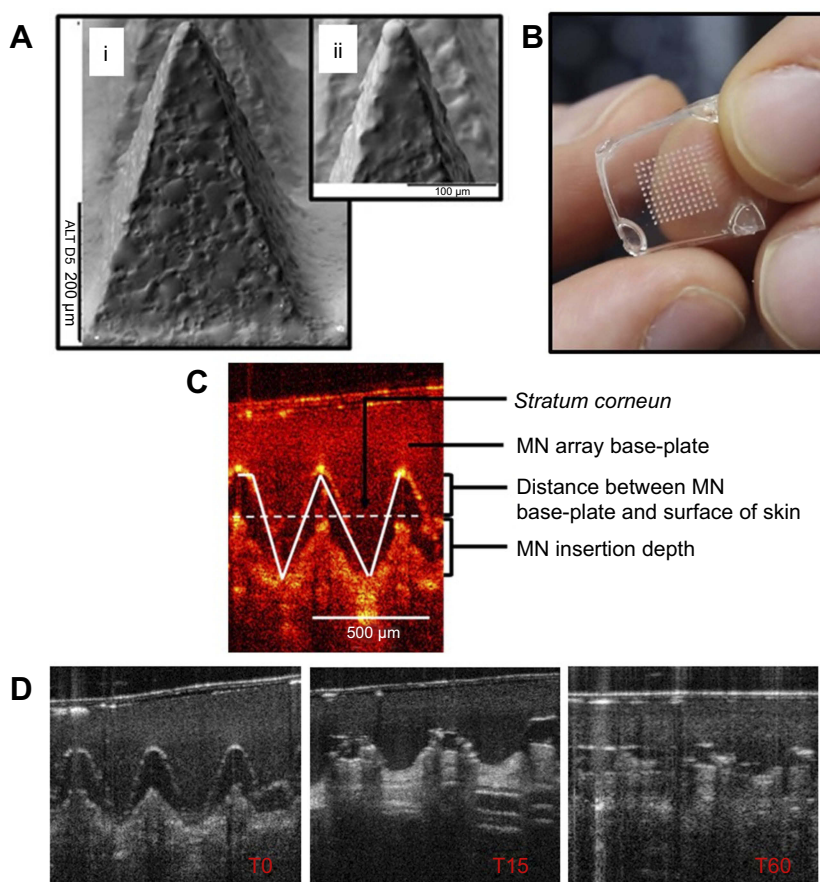 A
i
ii
ALT D5 200 µm
100 µm
B
C
Stratum corneun
MN array base-plate
Distance between MN
base-plate and surface of skin
MN insertion depth
500 µm
D
T0
T15
T60